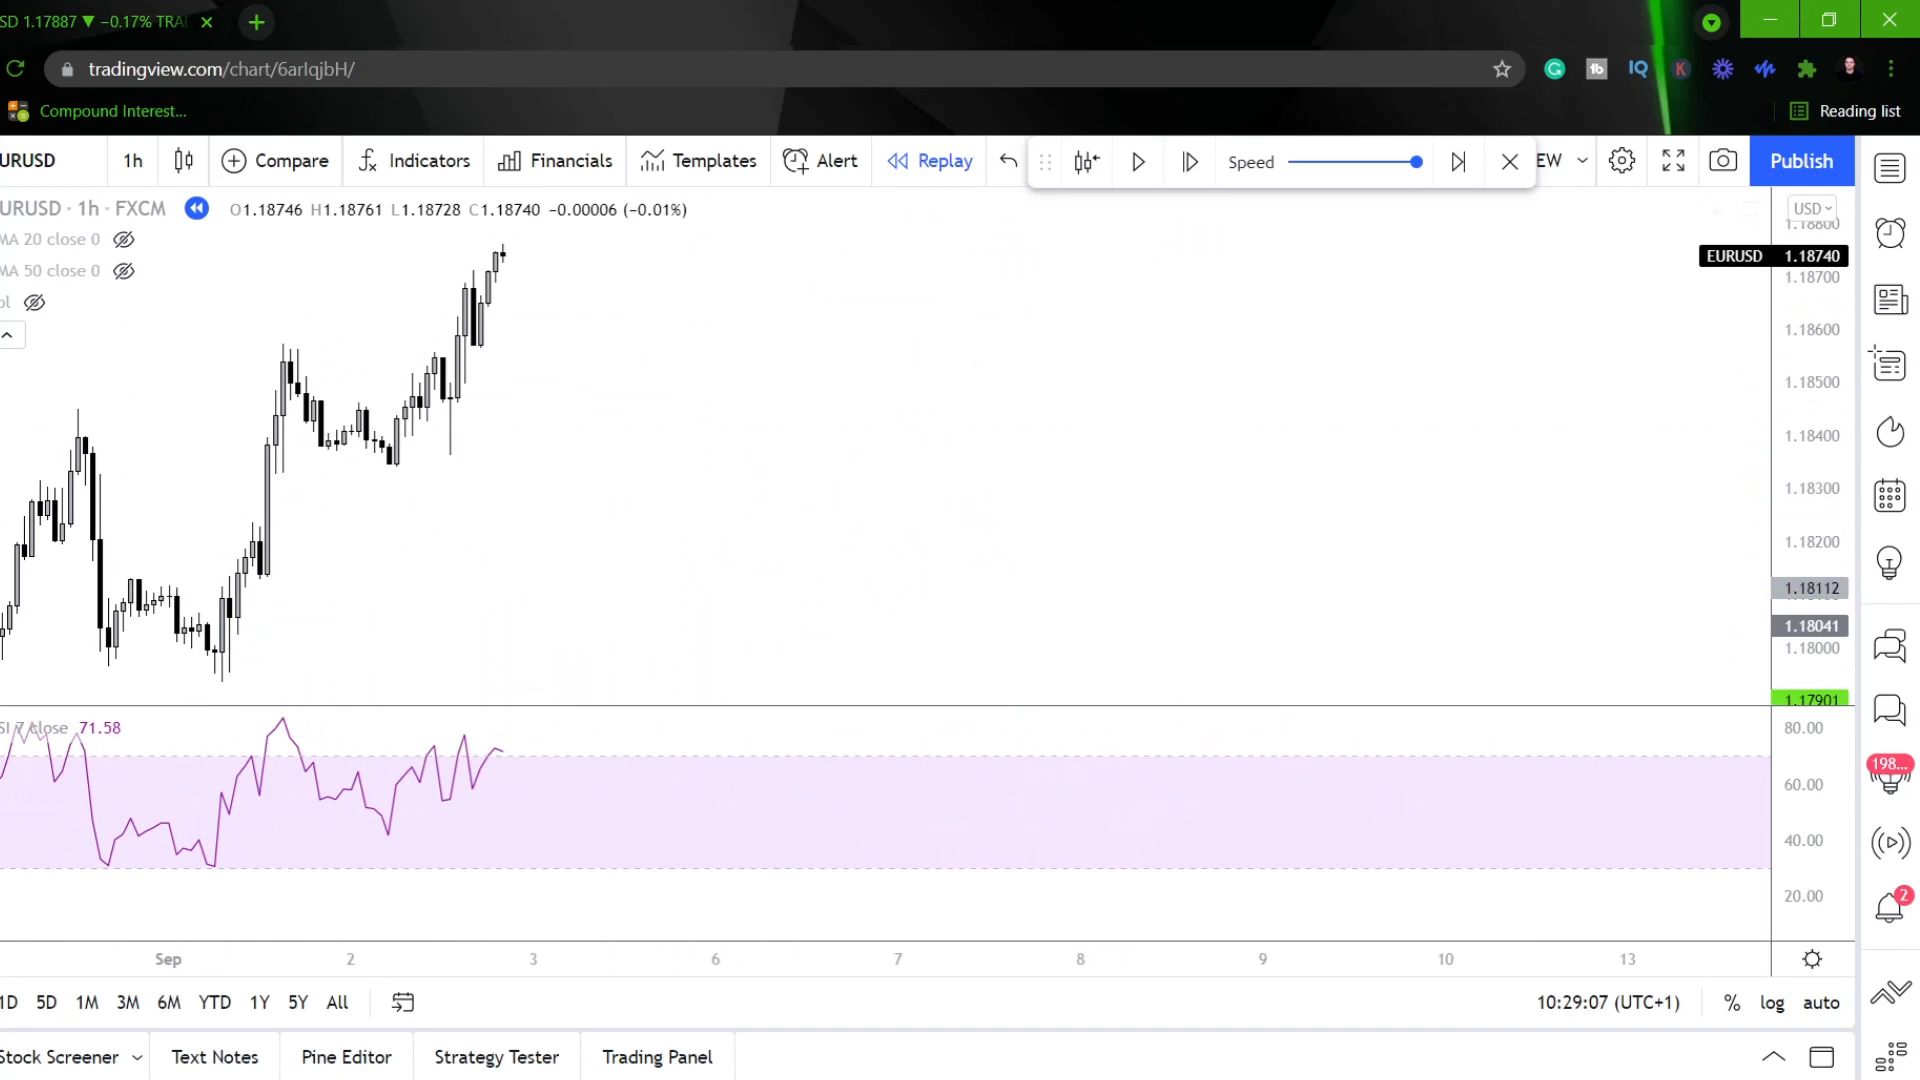 SD 1.17887 ▼ −0.17% TRA
tradingview.com/chart/6arIqjbH/
Compound Interest...
Reading list
URUSD 1h Compare Indicators Financials Templates Alert Replay Speed EW Publish
URUSD · 1h · FXCM O1.18746 H1.18761 L1.18728 C1.18740 −0.00006 (−0.01%)
USD
MA 20 close 0
EURUSD 1.18740
MA 50 close 0
1.18700
ol
1.18600
1.18500
1.18400
1.18300
1.18200
1.18112
1.18041
1.18000
1.17901
SI 7 close 71.58
80.00
60.00
198...
40.00
20.00
2
Sep 2 3 6 7 8 9 10 13
1D 5D 1M 3M 6M YTD 1Y 5Y All 10:29:07 (UTC+1) % log auto
Stock Screener Text Notes Pine Editor Strategy Tester Trading Panel